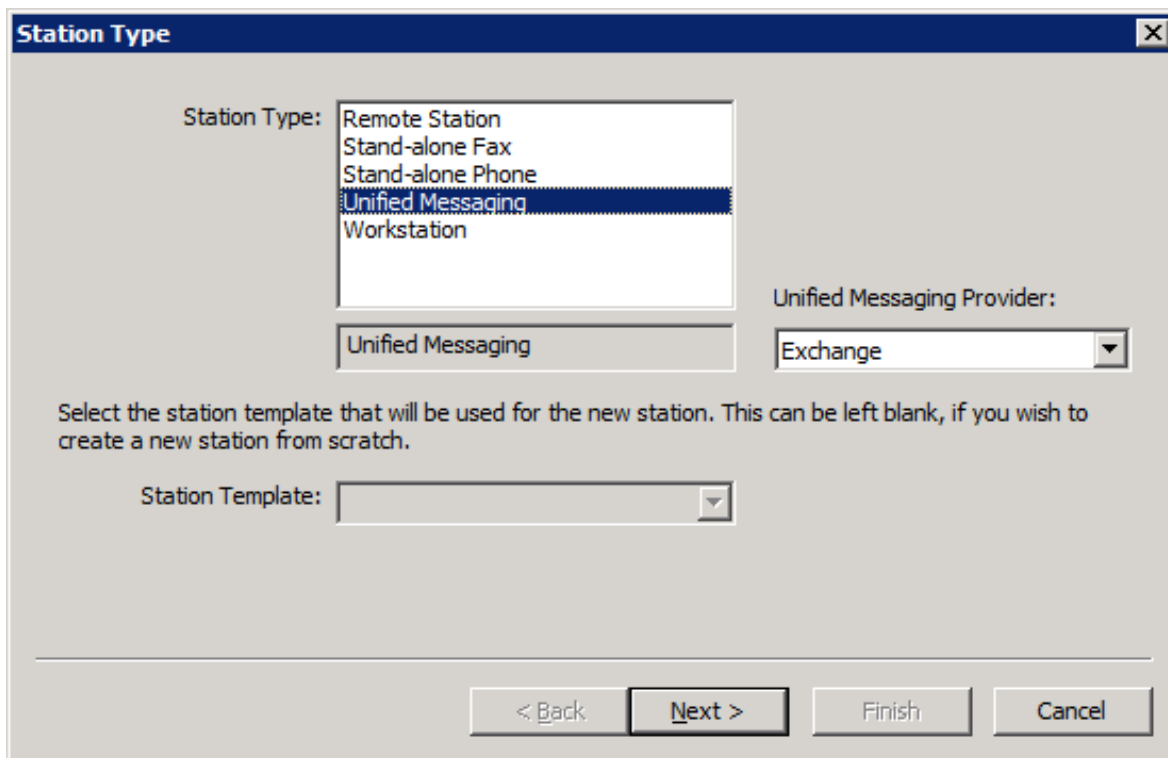 Station Type
Station Type:
Remote Station
Stand-alone Fax
Stand-alone Phone
Unified Messaging
Workstation
Unified Messaging Provider:
Unified Messaging
Exchange
Select the station template that will be used for the new station. This can be left blank, if you wish to
create a new station from scratch.
Station Template:
< Back
Next >
Finish
Cancel